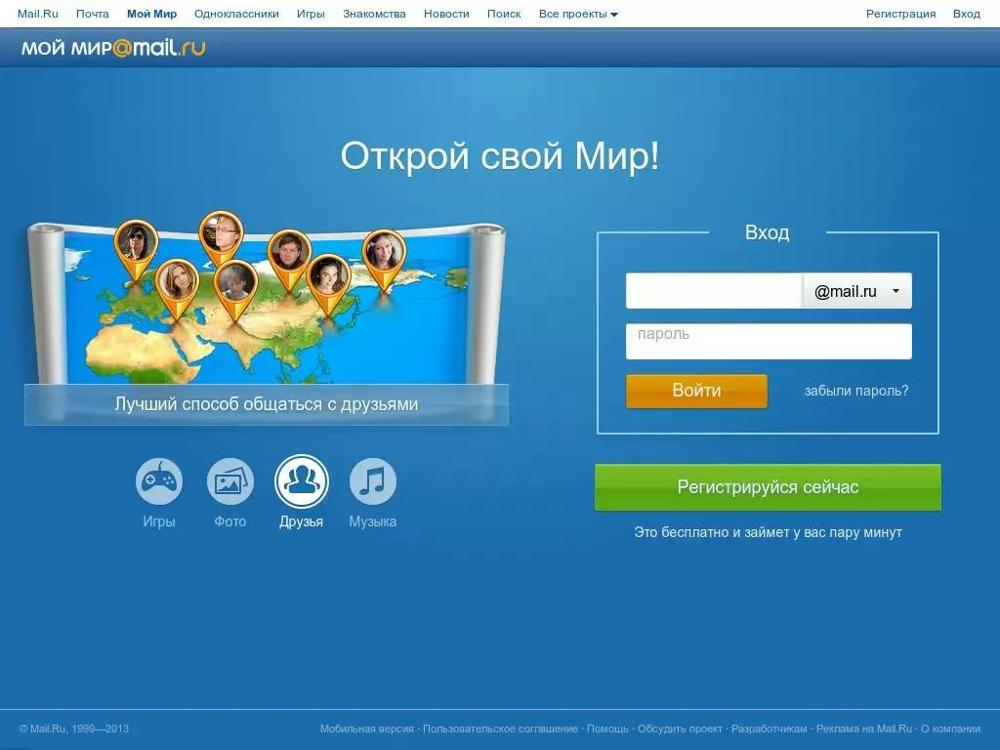 Mail.Ru Почта Мой Мир Одноклассники Игры Знакомства Новости Поиск Все проекты Регистрация Вход
МОЙ МИР@mail.ru
Открой свой Мир!
Вход
@mail.ru
пароль
Войти забыли пароль?
Лучший способ общаться с друзьями
Регистрируйся сейчас
Игры Фото Друзья Музыка
Это бесплатно и займет у вас пару минут
© Mail.Ru, 1999—2013 Мобильная версия · Пользовательское соглашение · Помощь · Обсудить проект · Разработчикам · Реклама на Mail.Ru · О компании